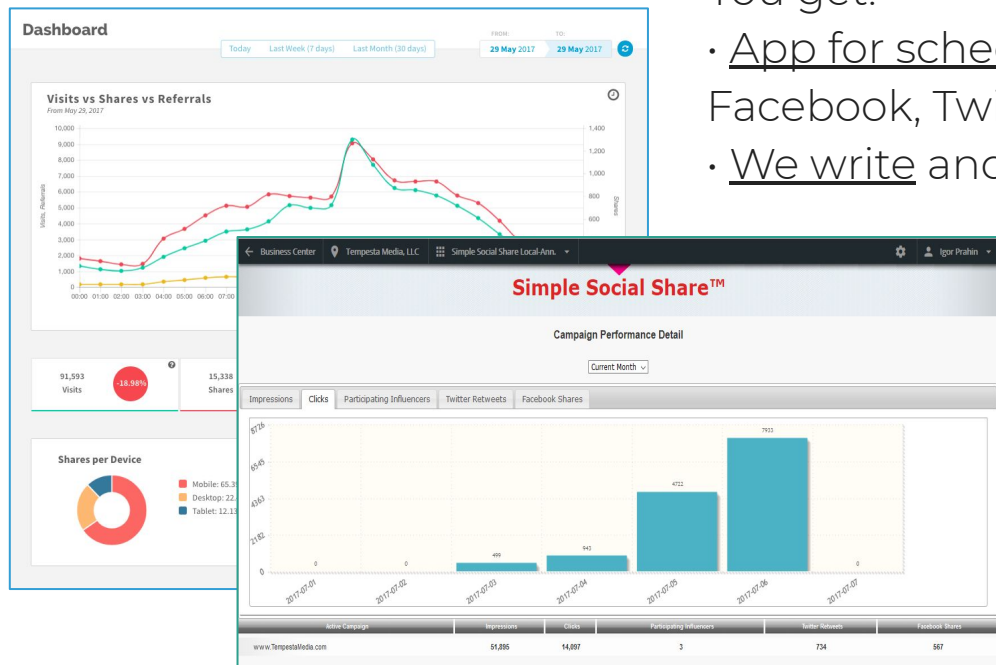 You get:
• App for sche
Facebook, Twi
• We write and
Dashboard
Today Last Week (7 days) Last Month (30 days)
FROM: TO:
29 May 2017 29 May 2017
Visits vs Shares vs Referrals
From May 29, 2017
10,000
9,000
8,000
7,000
6,000
5,000
4,000
3,000
2,000
1,000
0
Visits, Referrals
1,400
1,200
1,000
800
600
Shares
00:00 01:00 02:00 03:00 04:00 05:00 06:00 07:00
91,593
Visits
-18.98%
15,338
Shares
Shares per Device
Mobile: 65.3
Desktop: 22.
Tablet: 12.13
Business Center Tempesta Media, LLC Simple Social Share Local-Ann. Igor Prahin
Simple Social Share™
Campaign Performance Detail
Current Month
Impressions Clicks Participating Influencers Twitter Retweets Facebook Shares
8726
6545
4363
2182
0
0 0 499 943 4722 7933 0
2017-07-01 2017-07-02 2017-07-03 2017-07-04 2017-07-05 2017-07-06 2017-07-07
Active Campaign Impressions Clicks Participating Influencers Twitter Retweets Facebook Shares
www.TempestaMedia.com 51,895 14,097 3 734 567